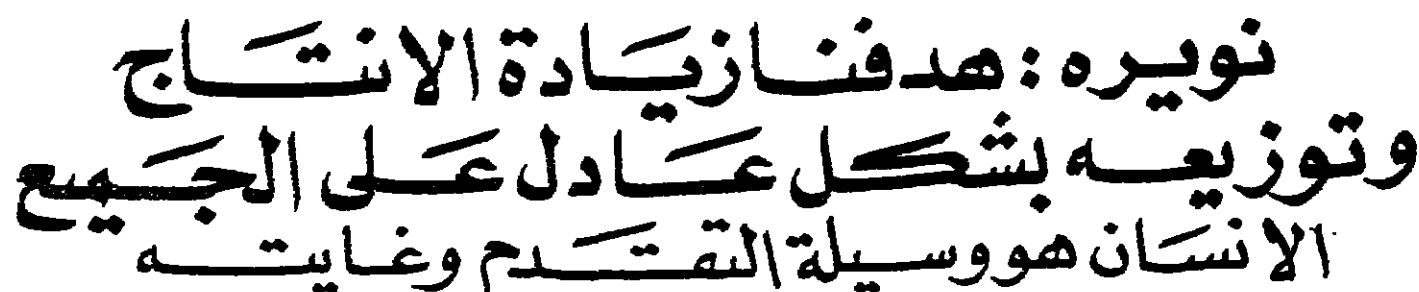 نويره : هدفنا زيادة الانتاج
وتوزيعه بشكل عادل على الجميع
الانسان هو وسيلة التقدم وغايته